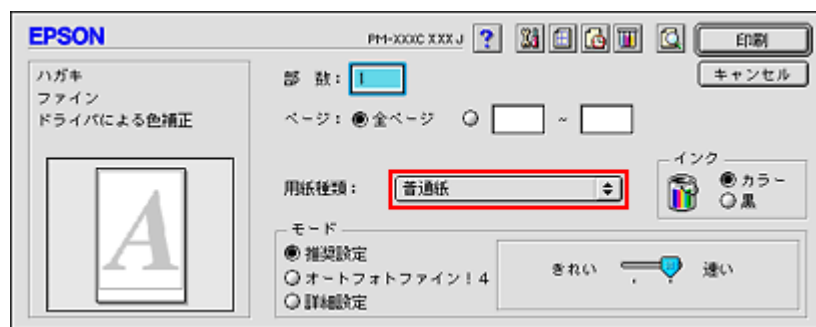 EPSON
PM-XXXC XXX J
?
印刷
キャンセル
ハガキ
ファイン
ドライバによる色補正
A
部 数:
1
ページ:
全ページ
~
用紙種類:
普通紙
インク
カラー
黒
モード
推奨設定
オートフォトファイン!4
詳細設定
きれい
速い